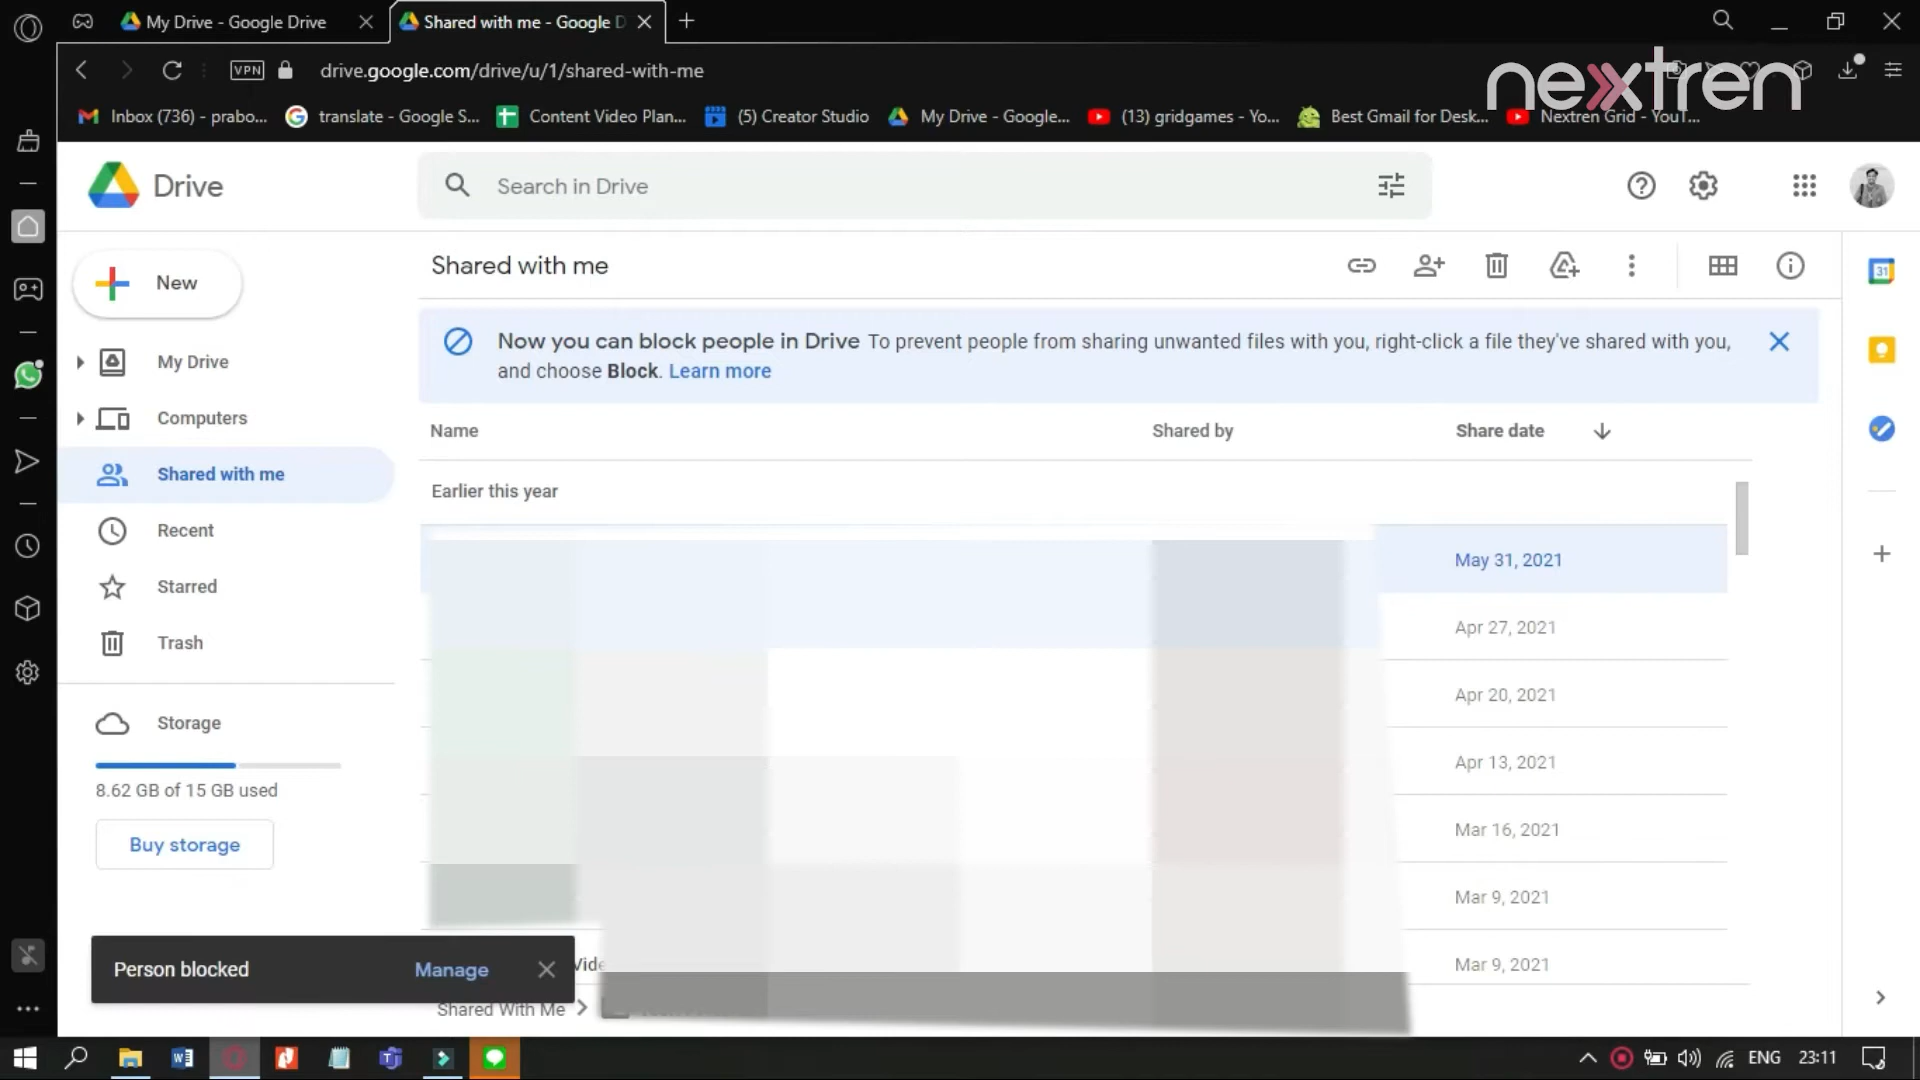 My Drive - Google Drive
Shared with me - Google D
VPN
drive.google.com/drive/u/1/shared-with-me
nextren
Inbox (736) - prabo...
translate - Google S...
Content Video Plan...
(5) Creator Studio
My Drive - Google...
(13) gridgames - Yo...
Best Gmail for Desk...
Nextren Grid - YouT...
Drive
Search in Drive
New
Shared with me
Now you can block people in Drive To prevent people from sharing unwanted files with you, right-click a file they've shared with you,
and choose Block. Learn more
31
My Drive
Computers
Shared with me
Recent
Starred
Trash
Storage
8.62 GB of 15 GB used
Buy storage
Name
Shared by
Share date
Earlier this year
May 31, 2021
Apr 27, 2021
Apr 20, 2021
Apr 13, 2021
Mar 16, 2021
Mar 9, 2021
Mar 9, 2021
Person blocked
Manage
Shared With Me
ENG
23:11